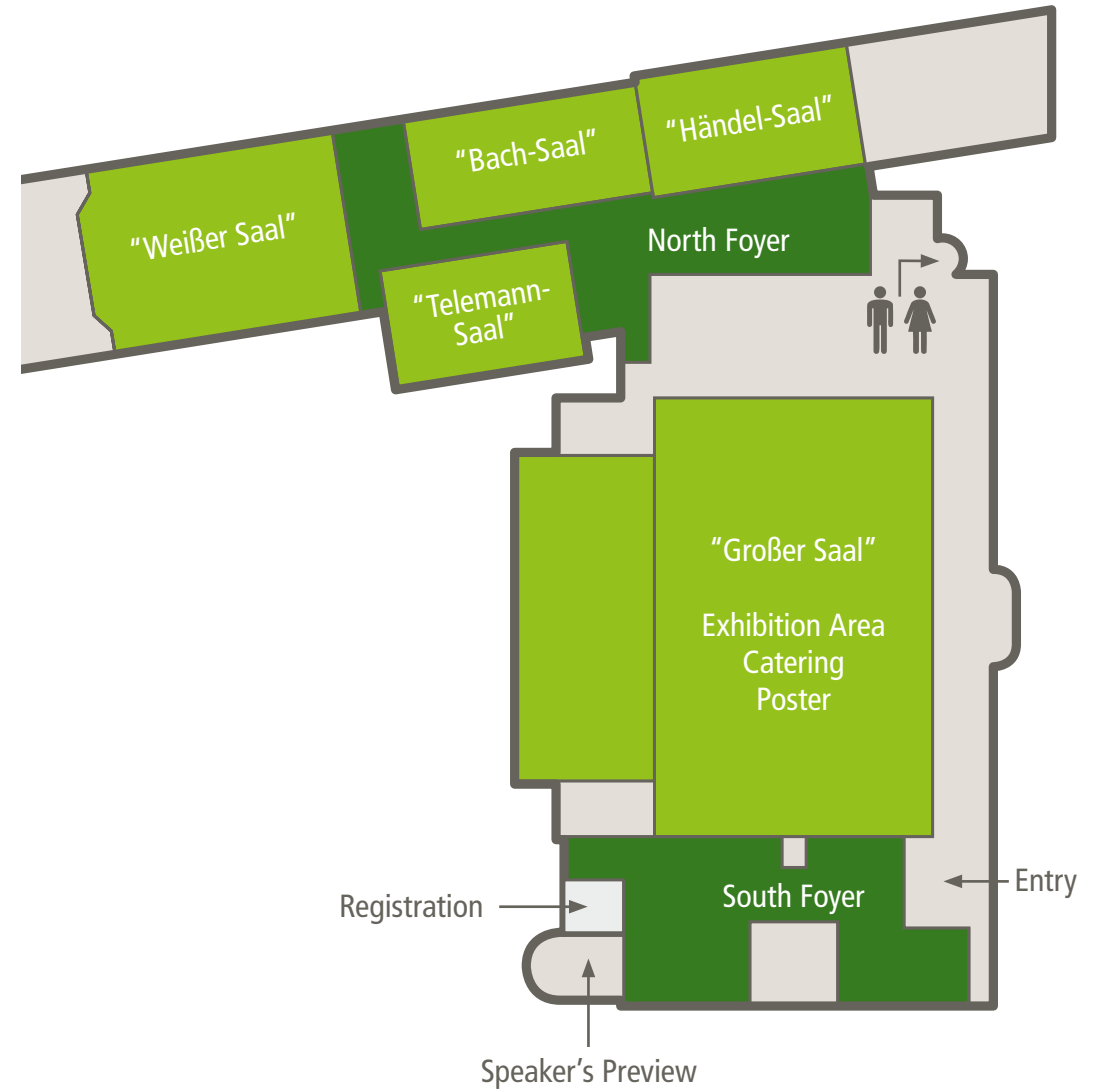 "Händel-Saal"
"Bach-Saal"
"Weißer Saal"
North Foyer
"Telemann-
Saal"
"Großer Saal"
Exhibition Area
Catering
Poster
Entry
South Foyer
Registration
Speaker’s Preview